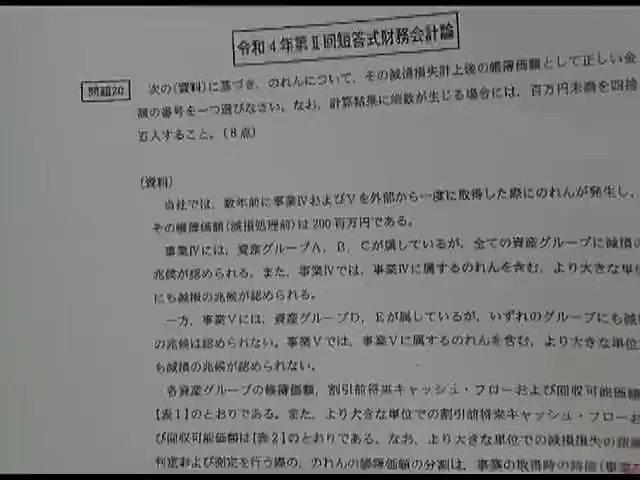 令和4年第Ⅱ回短答式財務会計論
問題20 次の(資料)に基づき、のれんについて、その減損損失計上後の帳簿価額として正しい金
額の番号を一つ選びなさい。なお、計算結果に端数が生じる場合には、百万円未満を四捨
五入すること。(8点)
(資料)
当社では、数年前に事業ⅣおよびⅤを外部から一度に取得した際にのれんが発生し、
その帳簿価額(減損処理前)は200百万円である。
事業Ⅳには、資産グループA、B、Cが属しているが、全ての資産グループに減損の
兆候が認められる。また、事業Ⅳでは、事業Ⅳに属するのれんを含む、より大きな単
にも減損の兆候が認められる。
一方、事業Ⅴには、資産グループD、Eが属しているが、いずれのグループにも減
の兆候は認められない。事業Ⅴでは、事業Ⅴに属するのれんを含む、より大きな単位
も減損の兆候が認められない。
各資産グループの帳簿価額、割引前将来キャッシュ・フローおよび回収可能価額
【表1】のとおりである。また、より大きな単位での割引前将来キャッシュ・フロー
び回収可能価額は【表2】のとおりである。なお、より大きな単位での減損損失の
判定および測定を行う際の、のれんの帳簿価額の分割は、事業の取得時の時価(事業